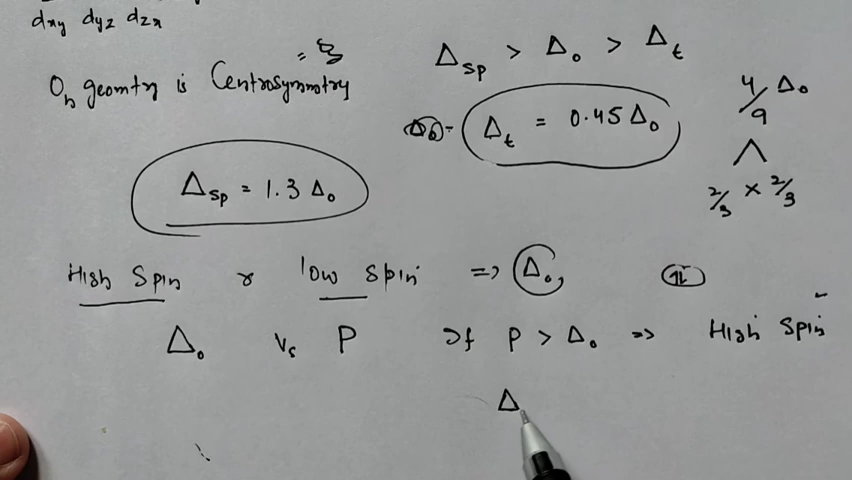 dxy dyz dzx
Oh geomtry is Centrosymmetry
Δsp > Δo > Δt
Δt = 0.45 Δo
4/9 Δo
2/3 × 2/3
Δsp = 1.3 Δo
High Spin or low spin => Δo,
Δo Vs P If P > Δo => High Spin
Δ